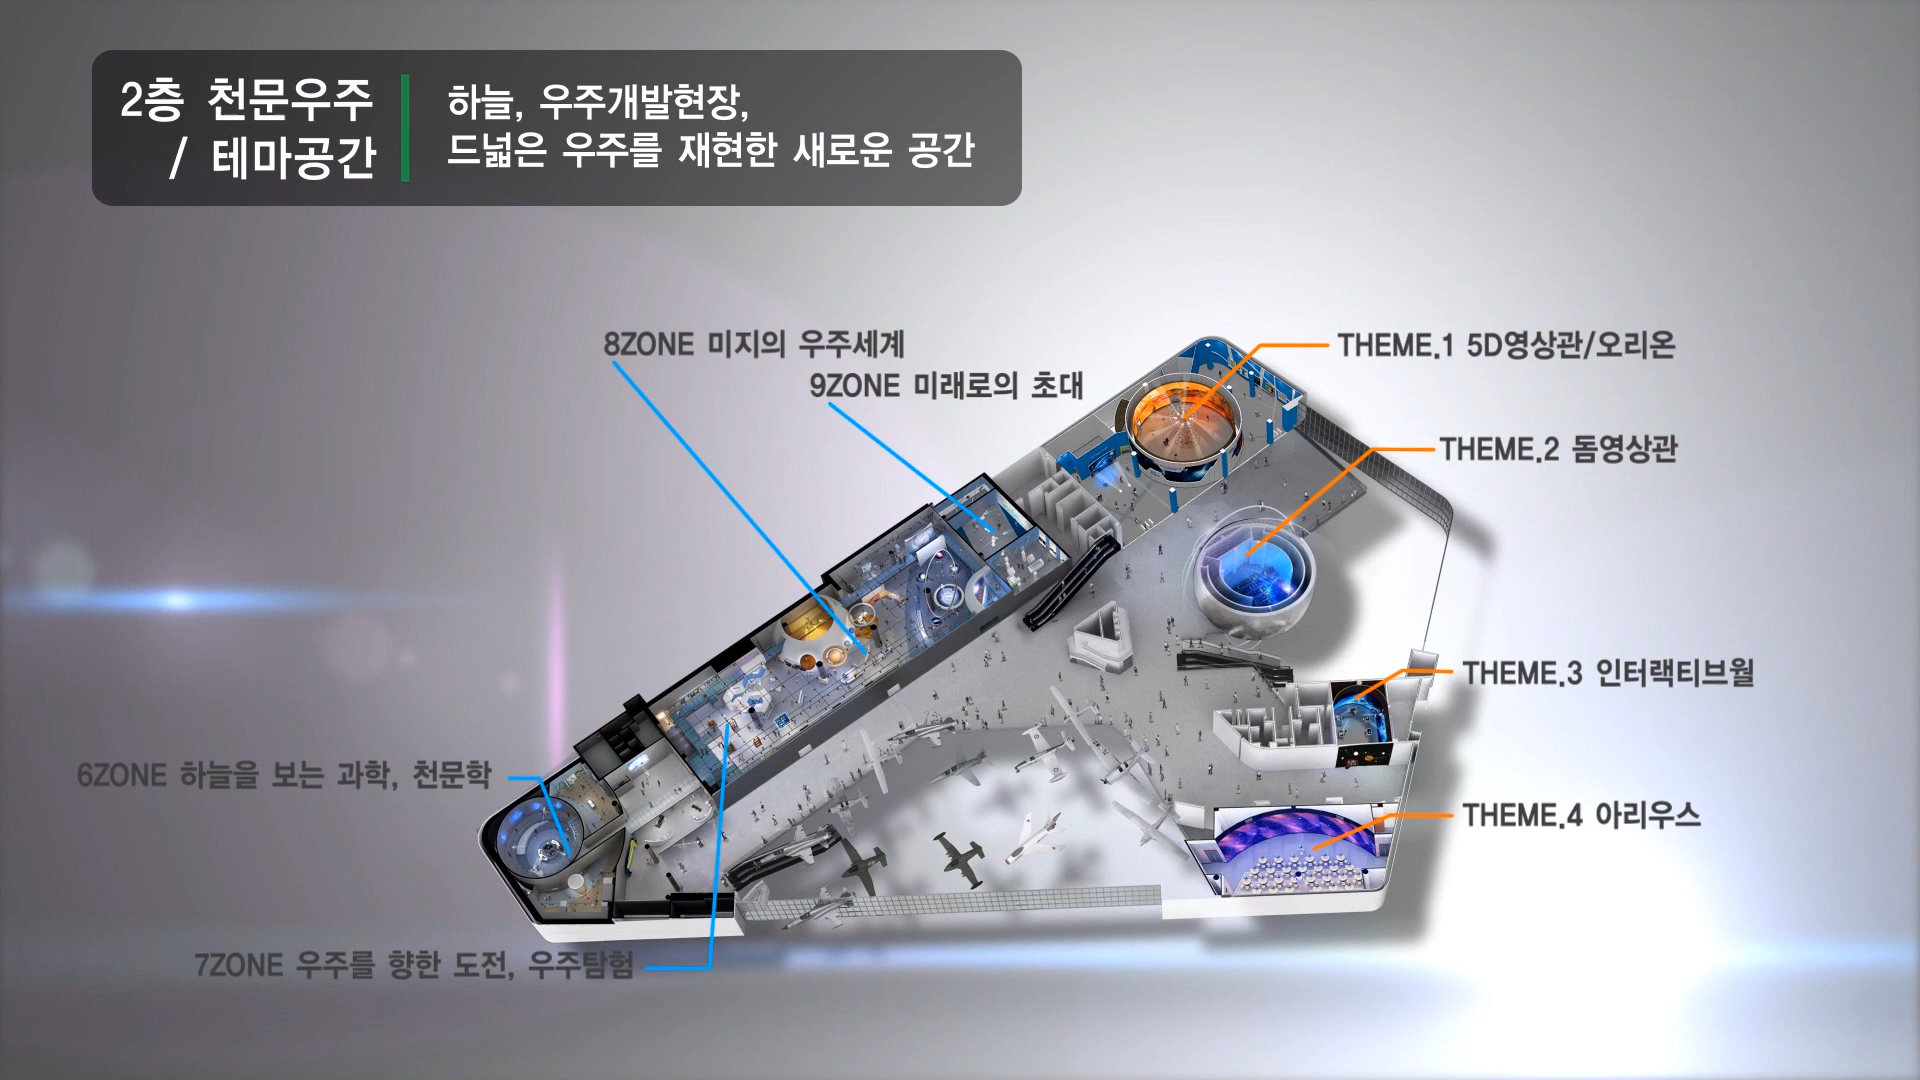 2층 천문우주
/ 테마공간
하늘, 우주개발현장,
드넓은 우주를 재현한 새로운 공간
8ZONE 미지의 우주세계
9ZONE 미래로의 초대
THEME.1 5D영상관/오리온
THEME.2 돔영상관
THEME.3 인터랙티브월
6ZONE 하늘을 보는 과학, 천문학
THEME.4 아리우스
7ZONE 우주를 향한 도전, 우주탐험